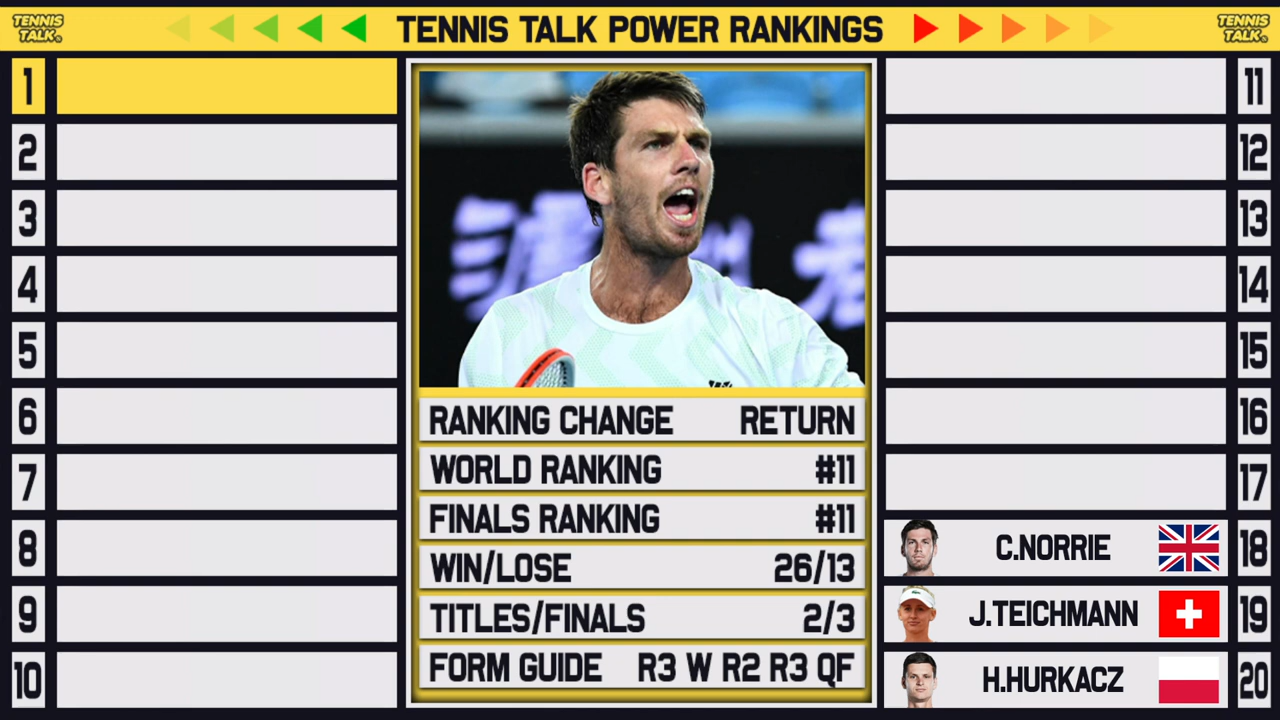 TENNIS TALK
TENNIS TALK POWER RANKINGS
TENNIS TALK
1
2
3
4
5
6
7
8
9
10
RANKING CHANGE RETURN
WORLD RANKING #11
FINALS RANKING #11
WIN/LOSE 26/13
TITLES/FINALS 2/3
FORM GUIDE R3 W R2 R3 QF
11
12
13
14
15
16
17
C.NORRIE 18
J.TEICHMANN 19
H.HURKACZ 20